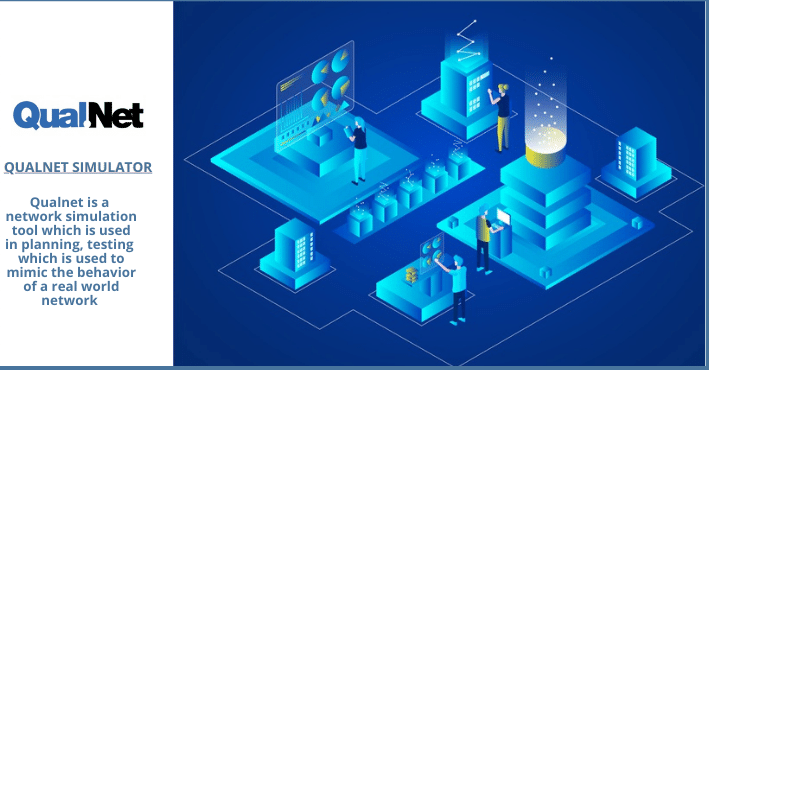 QualNet
QUALNET SIMULATOR
Qualnet is a
network simulation
tool which is used
in planning, testing
which is used to
mimic the behavior
of a real world
network